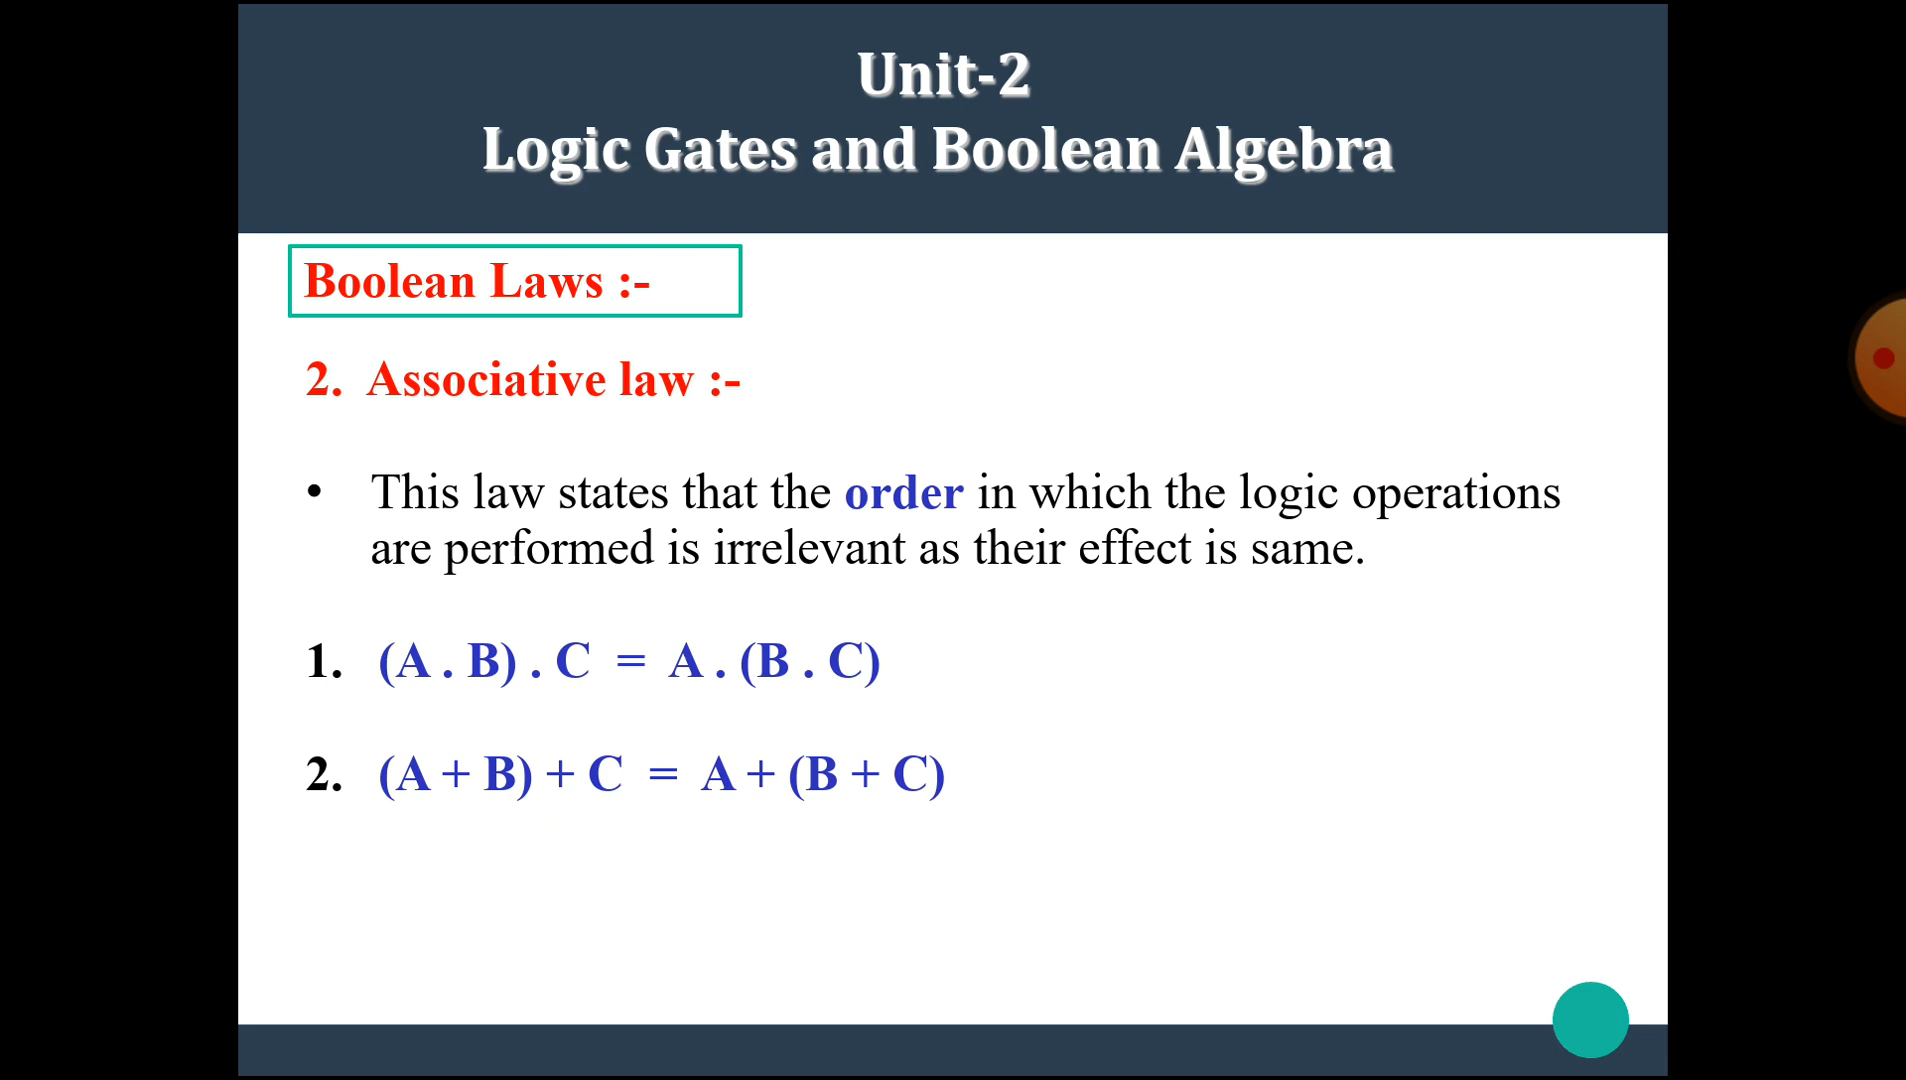 Unit-2
Logic Gates and Boolean Algebra
Boolean Laws :-
2. Associative law :-
• This law states that the order in which the logic operations
are performed is irrelevant as their effect is same.
1. (A . B) . C = A . (B . C)
2. (A + B) + C = A + (B + C)